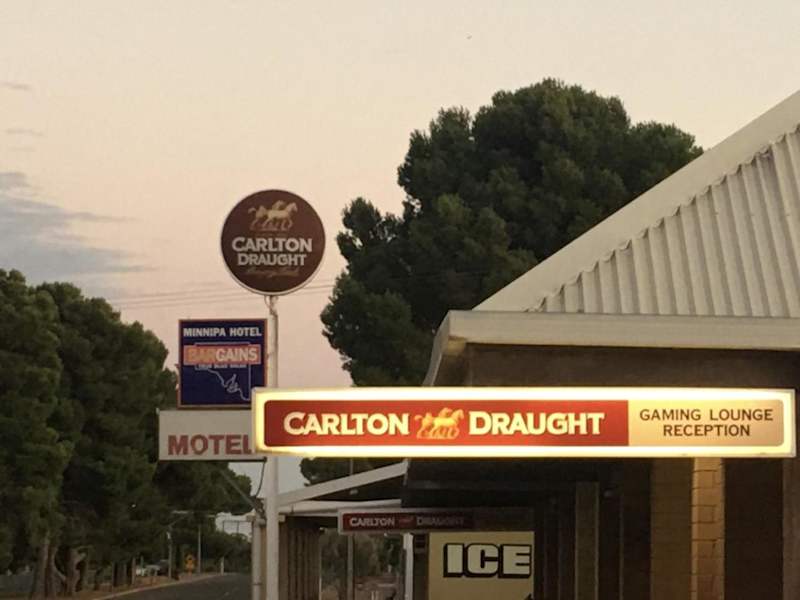 CARLTON
DRAUGHT
MINNIPA HOTEL
BARGAINS
MOTEL
CARLTON DRAUGHT
GAMING LOUNGE
RECEPTION
CARLTON DRAUGHT
ICE